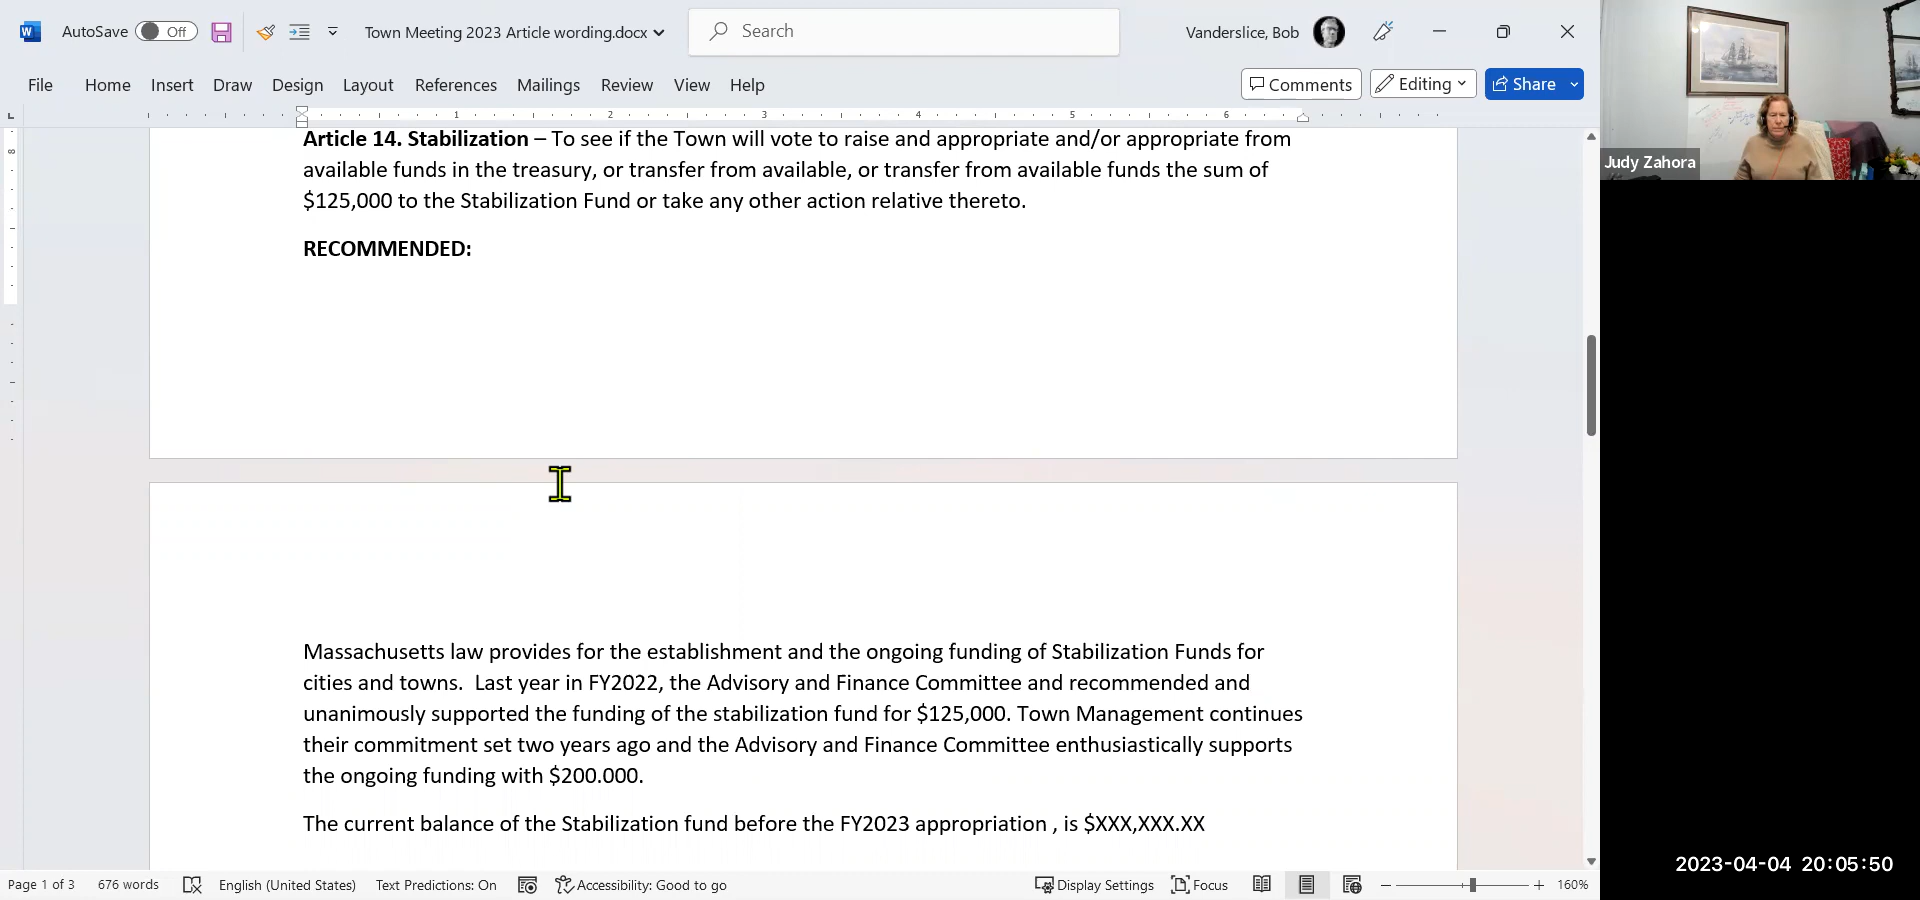 AutoSave Off Town Meeting 2023 Article wording.docx Search Vanderslice, Bob
File Home Insert Draw Design Layout References Mailings Review View Help Comments Editing Share
1 2 3 4 5 6
8
Article 14. Stabilization – To see if the Town will vote to raise and appropriate and/or appropriate from
available funds in the treasury, or transfer from available, or transfer from available funds the sum of
$125,000 to the Stabilization Fund or take any other action relative thereto.
RECOMMENDED:
Massachusetts law provides for the establishment and the ongoing funding of Stabilization Funds for
cities and towns.  Last year in FY2022, the Advisory and Finance Committee and recommended and
unanimously supported the funding of the stabilization fund for $125,000. Town Management continues
their commitment set two years ago and the Advisory and Finance Committee enthusiastically supports
the ongoing funding with $200.000.
The current balance of the Stabilization fund before the FY2023 appropriation , is $XXX,XXX.XX
Page 1 of 3 676 words English (United States) Text Predictions: On Accessibility: Good to go Display Settings Focus 160%
Judy Zahora
2023-04-04 20:05:50